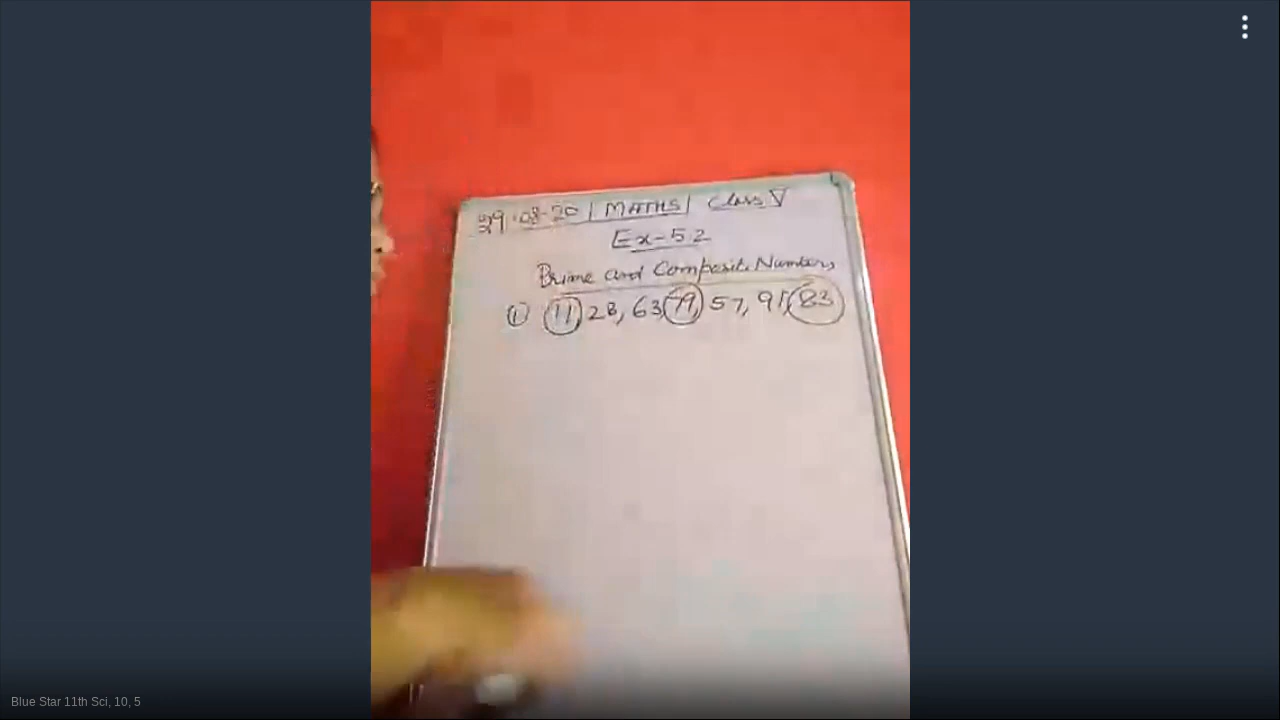 29.08-20 | MATHS | Class V
Ex-5.2
Prime and Composite Numbers
① 11, 28, 63, 79, 57, 91, 83
Blue Star 11th Sci, 10, 5